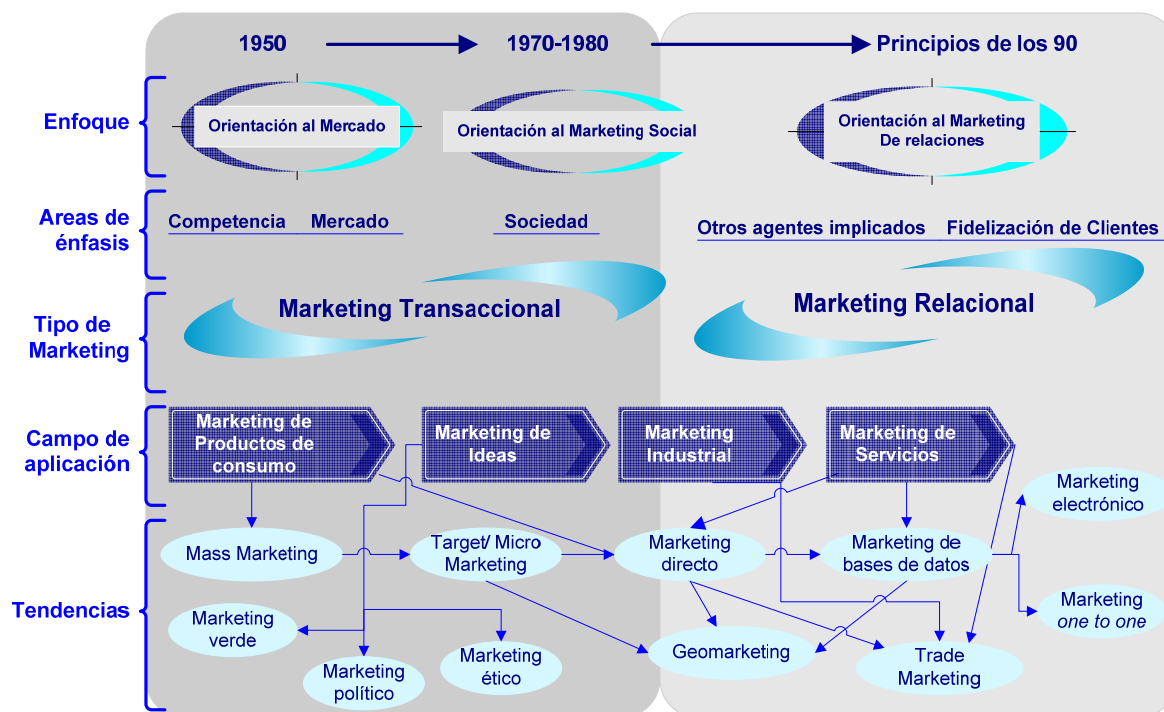 1950
1970-1980
Principios de los 90
Enfoque
Orientación al Mercado
Orientación al Marketing Social
Orientación al Marketing
De relaciones
Areas de
énfasis
Competencia
Mercado
Sociedad
Otros agentes implicados
Fidelización de Clientes
Tipo de
Marketing
Marketing Transaccional
Marketing Relacional
Campo de
aplicación
Marketing de
Productos de
consumo
Marketing de
Ideas
Marketing
Industrial
Marketing de
Servicios
Tendencias
Mass Marketing
Target/ Micro
Marketing
Marketing
directo
Marketing de
bases de datos
Marketing
electrónico
Marketing
one to one
Marketing
verde
Marketing
político
Marketing
ético
Geomarketing
Trade
Marketing